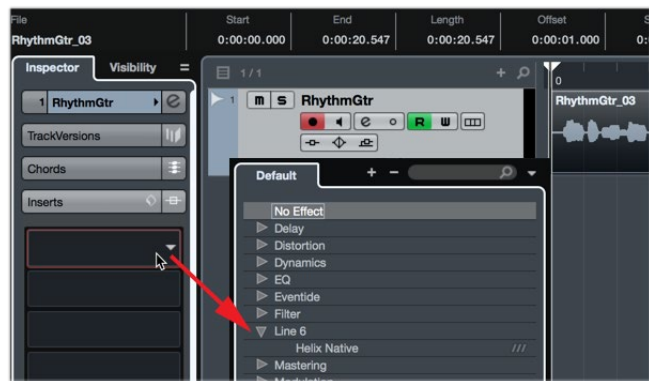 File Start End Length Offset
RhythmGtr_03 0:00:00.000 0:00:20.547 0:00:20.547 0:00:01.000 0:
Inspector Visibility
1/1
0
1 RhythmGtr e
1 m S RhythmGtr
RhythmGtr_03
e R W
TrackVersions
Chords
Default + -
Inserts
No Effect
Delay
Distortion
Dynamics
EQ
Eventide
Filter
Line 6
Helix Native
Mastering